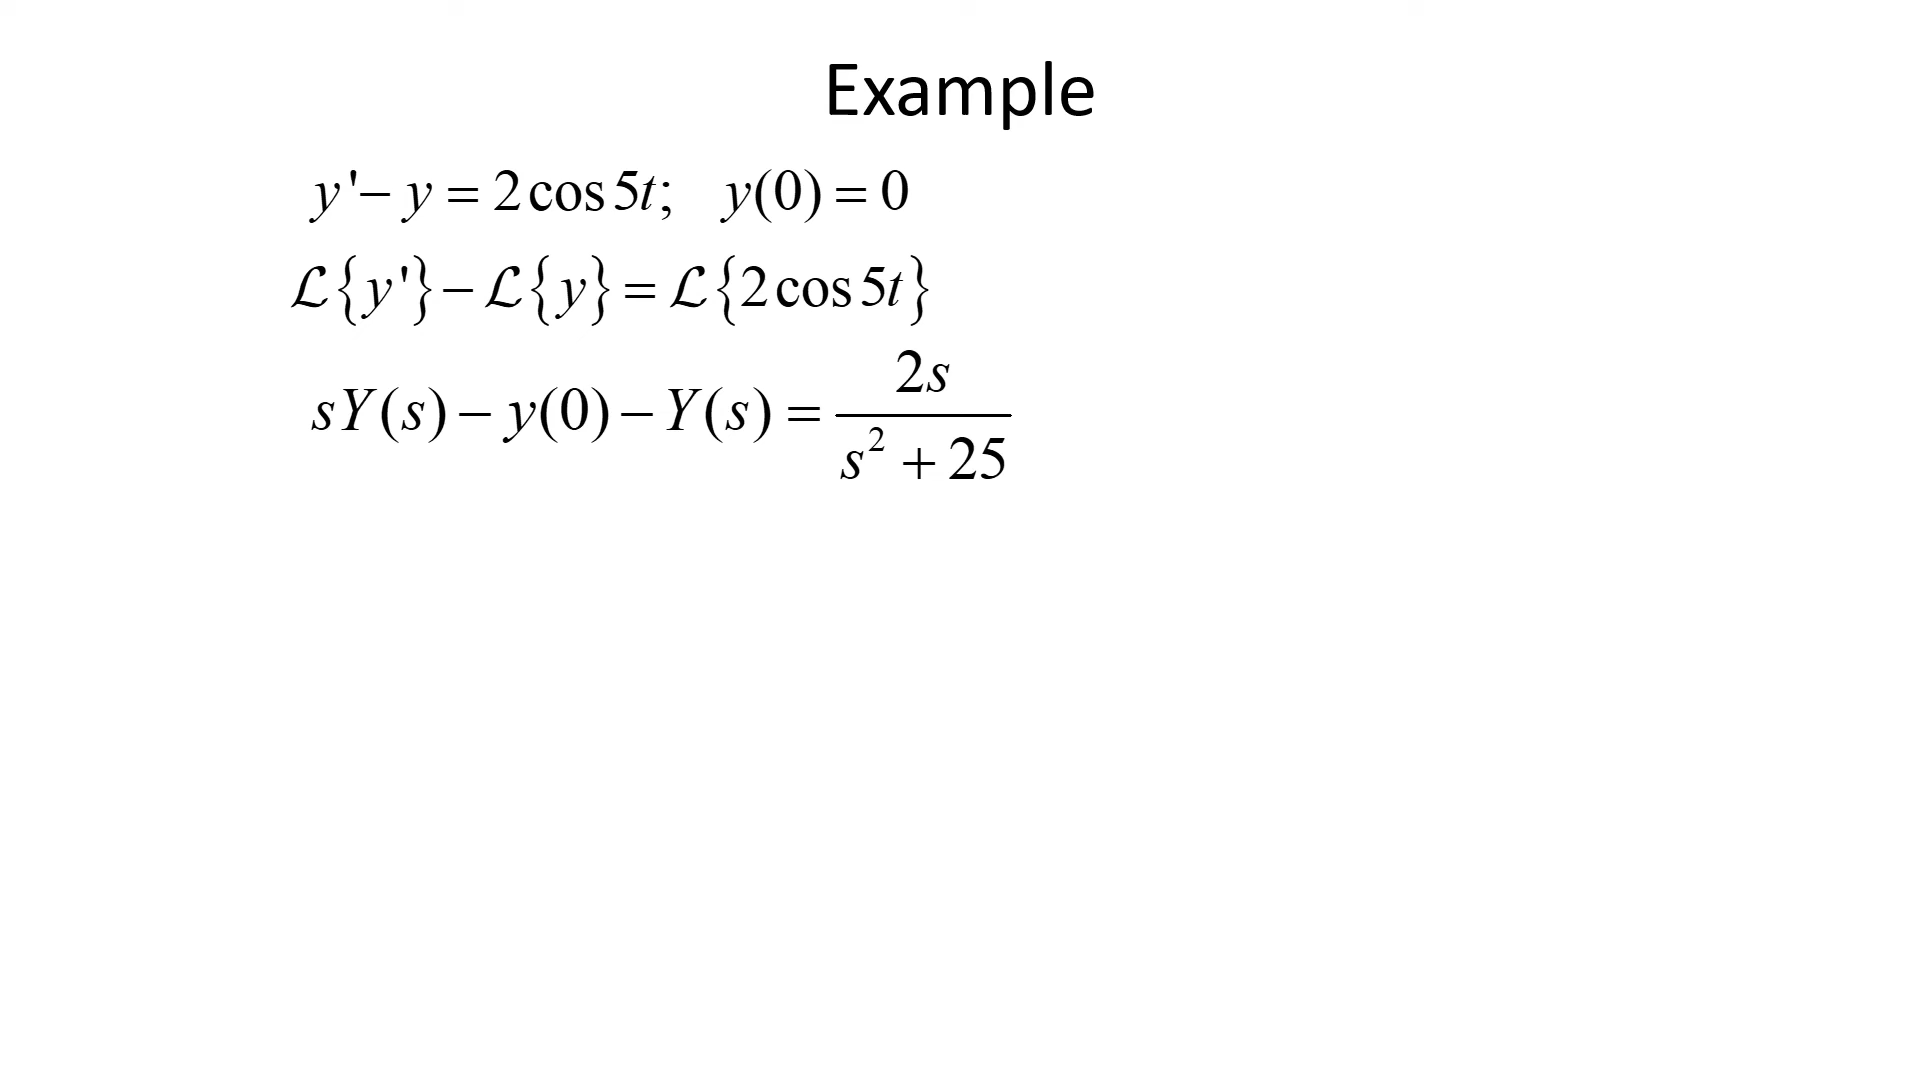 Example
y'− y = 2cos5t; y(0) = 0
ℒ{y'}−ℒ{y} = ℒ{2cos5t}
sY(s) − y(0) − Y(s) = 2s / (s² + 25)